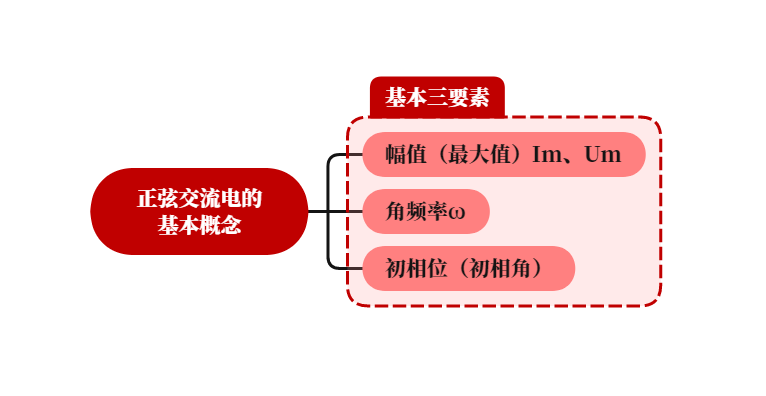 基本三要素
正弦交流电的
基本概念
幅值（最大值）Im、Um
角频率ω
初相位（初相角）